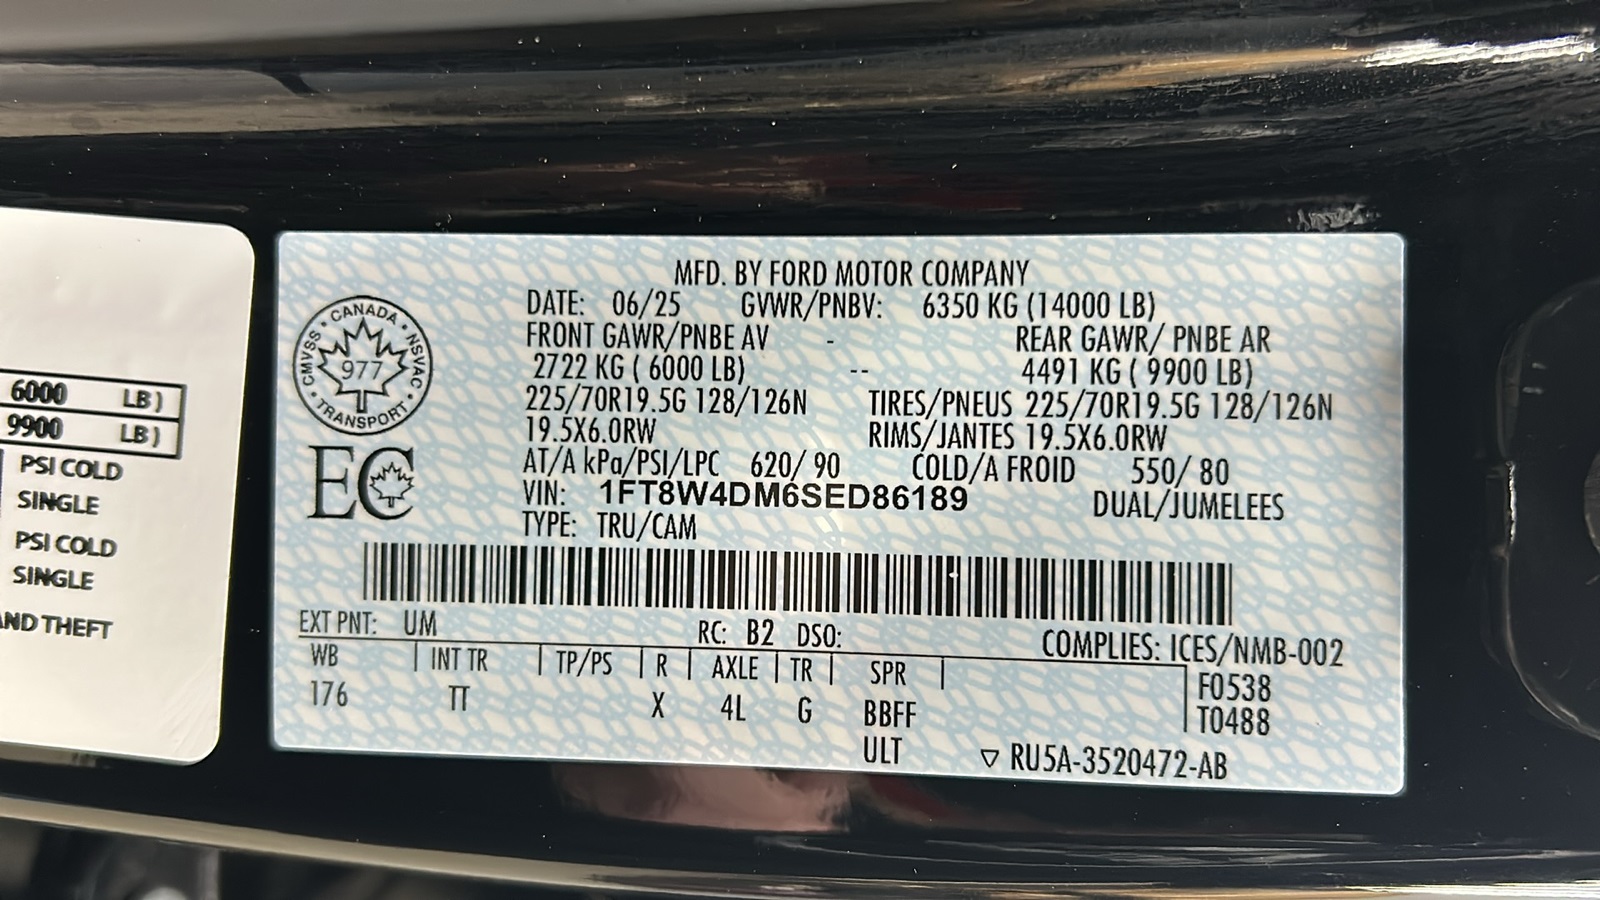 6000 LB)
9900 LB)
PSI COLD
SINGLE
PSI COLD
SINGLE
AND THEFT
MFD. BY FORD MOTOR COMPANY
DATE: 06/25 GVWR/PNBV: 6350 KG (14000 LB)
FRONT GAWR/PNBE AV - REAR GAWR/ PNBE AR
2722 KG ( 6000 LB) -- 4491 KG ( 9900 LB)
225/70R19.5G 128/126N TIRES/PNEUS 225/70R19.5G 128/126N
19.5X6.0RW RIMS/JANTES 19.5X6.0RW
AT/A kPa/PSI/LPC 620/ 90 COLD/A FROID 550/ 80
VIN: 1FT8W4DM6SED86189 DUAL/JUMELEES
TYPE: TRU/CAM
CANADA • NSVAC • TRANSPORT • CMVSS •
977
EC
EXT PNT: UM RC: B2 DSO: COMPLIES: ICES/NMB-002
WB | INT TR | TP/PS | R | AXLE | TR | SPR |
176 TT X 4L G BBFF
ULT
F0538
T0488
▽ RU5A-3520472-AB